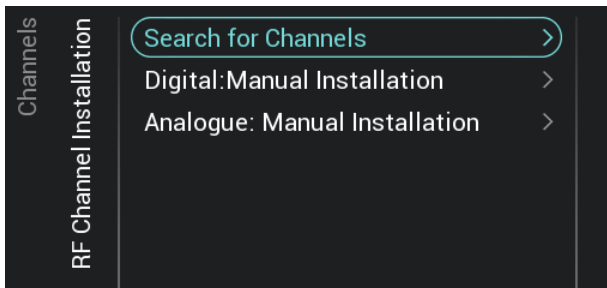 Channels
RF Channel Installation
Search for Channels
Digital:Manual Installation
Analogue: Manual Installation